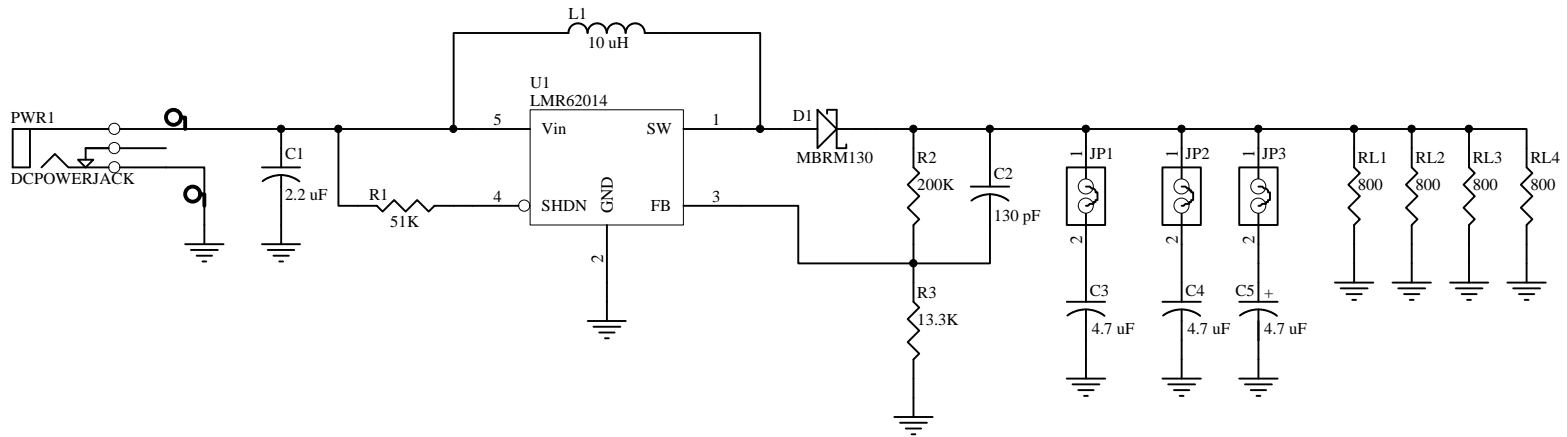 L1
10 uH
U1
LMR62014
PWR1
DCPOWERJACK
C1
2.2 uF
R1
51K
5
Vin
SW
1
4
SHDN
GND
FB
3
2
D1
MBRM130
R2
200K
C2
130 pF
R3
13.3K
1
JP1
2
1
JP2
2
1
JP3
2
C3
4.7 uF
C4
4.7 uF
C5
+
4.7 uF
RL1
800
RL2
800
RL3
800
RL4
800